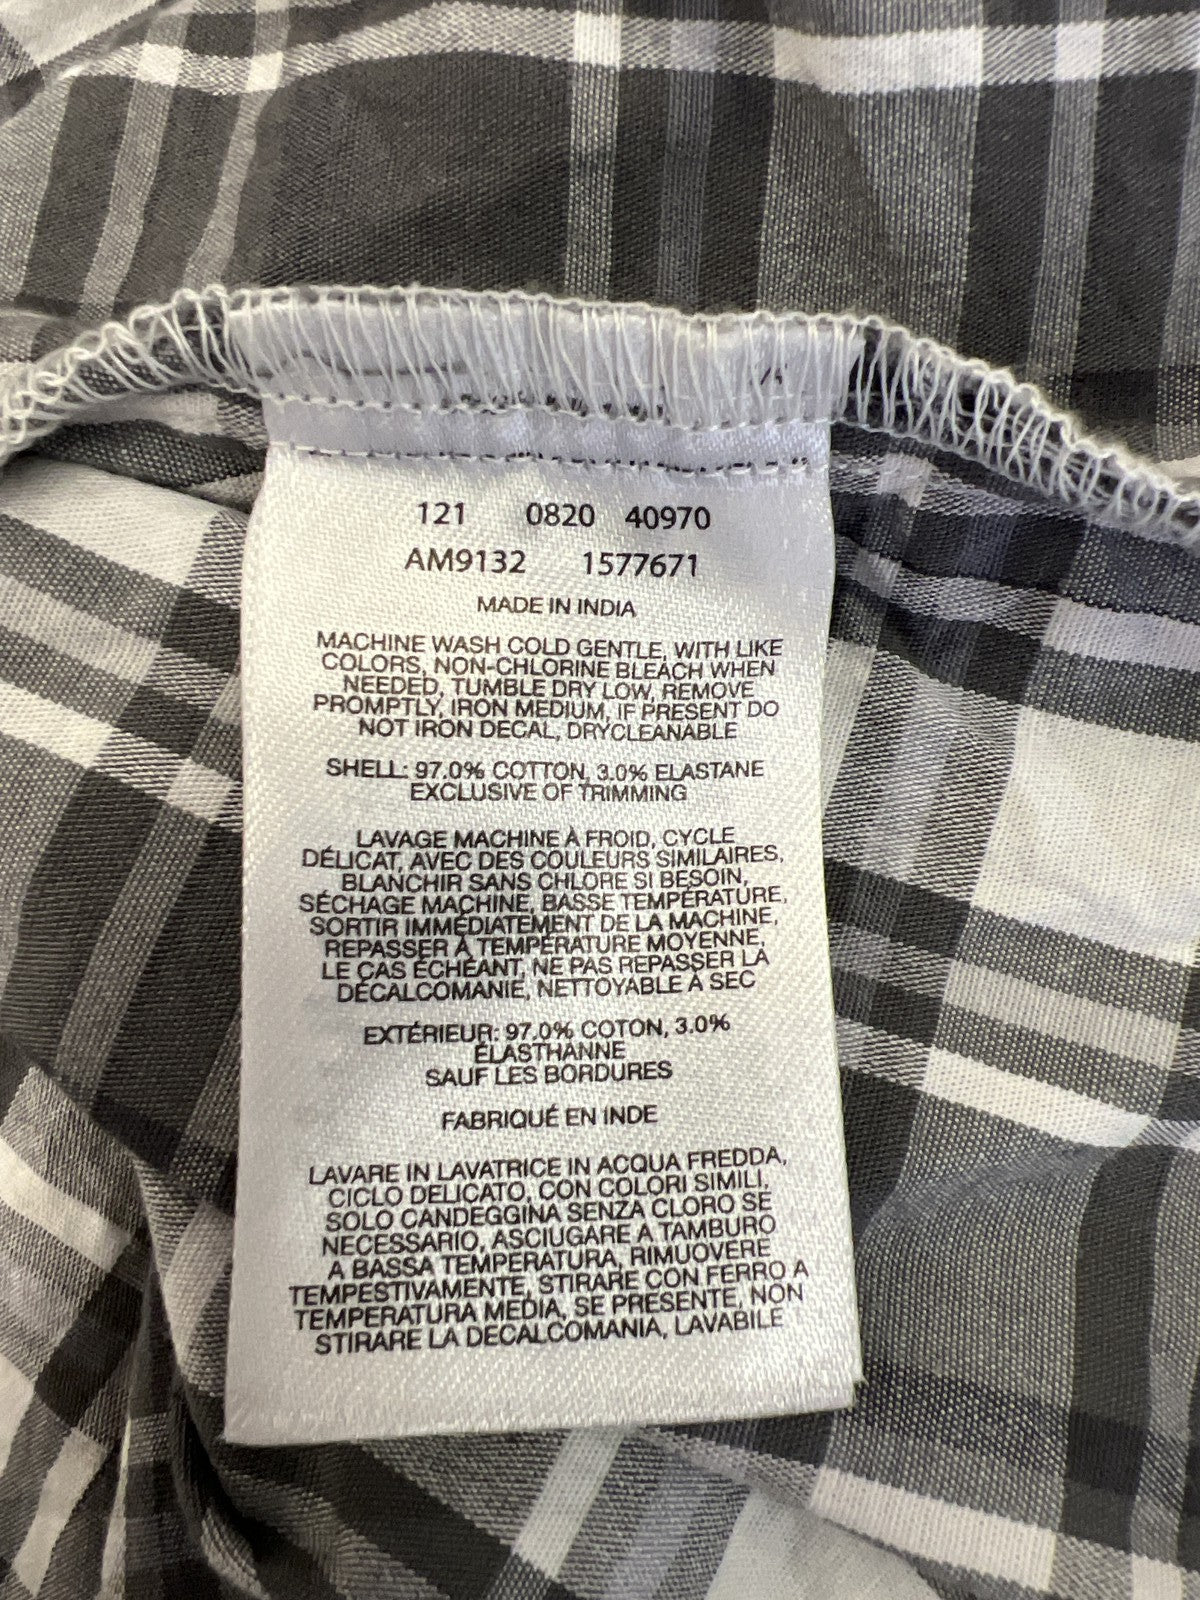 121 0820 40970
AM9132 1577671
MADE IN INDIA
MACHINE WASH COLD GENTLE, WITH LIKE
COLORS, NON-CHLORINE BLEACH WHEN
NEEDED, TUMBLE DRY LOW, REMOVE
PROMPTLY, IRON MEDIUM, IF PRESENT DO
NOT IRON DECAL, DRYCLEANABLE
SHELL: 97.0% COTTON, 3.0% ELASTANE
EXCLUSIVE OF TRIMMING
LAVAGE MACHINE À FROID, CYCLE
DÉLICAT, AVEC DES COULEURS SIMILAIRES,
BLANCHIR SANS CHLORE SI BESOIN,
SÉCHAGE MACHINE, BASSE TEMPÉRATURE,
SORTIR IMMÉDIATEMENT DE LA MACHINE,
REPASSER À TEMPÉRATURE MOYENNE,
LE CAS ÉCHÉANT, NE PAS REPASSER LA
DÉCALCOMANIE, NETTOYABLE À SEC
EXTÉRIEUR: 97.0% COTON, 3.0%
ÉLASTHANNE
SAUF LES BORDURES
FABRIQUÉ EN INDE
LAVARE IN LAVATRICE IN ACQUA FREDDA,
CICLO DELICATO, CON COLORI SIMILI,
SOLO CANDEGGINA SENZA CLORO SE
NECESSARIO, ASCIUGARE A TAMBURO
A BASSA TEMPERATURA, RIMUOVERE
TEMPESTIVAMENTE, STIRARE CON FERRO A
TEMPERATURA MEDIA, SE PRESENTE, NON
STIRARE LA DECALCOMANIA, LAVABILE